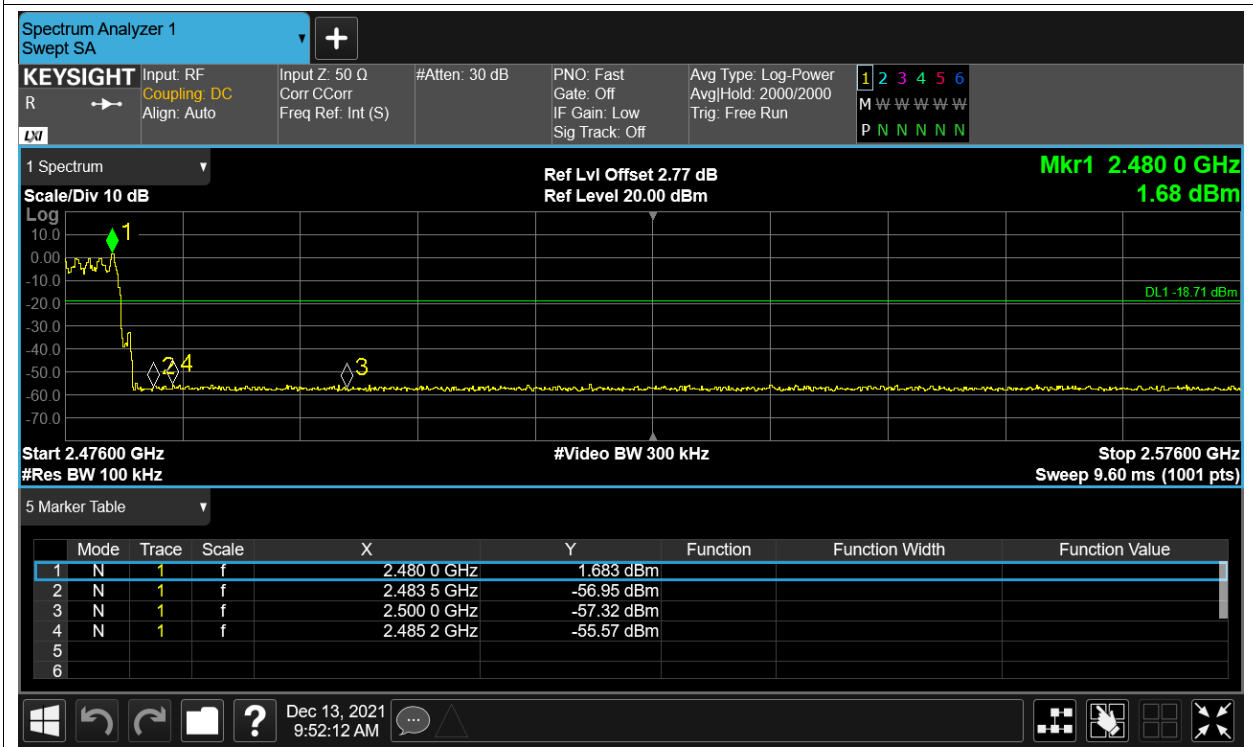 Spectrum Analyzer 1
Swept SA
+
KEYSIGHT
R
LXI
Input: RF
Coupling: DC
Align: Auto
Input Z: 50 Ω
Corr CCorr
Freq Ref: Int (S)
#Atten: 30 dB
PNO: Fast
Gate: Off
IF Gain: Low
Sig Track: Off
Avg Type: Log-Power
Avg|Hold: 2000/2000
Trig: Free Run
1 2 3 4 5 6
M W W W W W
P N N N N N
1 Spectrum
Scale/Div 10 dB
Ref Lvl Offset 2.77 dB
Ref Level 20.00 dBm
Mkr1 2.480 0 GHz
1.68 dBm
Log
10.0
0.00
-10.0
-20.0
-30.0
-40.0
-50.0
-60.0
-70.0
1
2 4
3
DL1 -18.71 dBm
Start 2.47600 GHz
#Video BW 300 kHz
Stop 2.57600 GHz
#Res BW 100 kHz
Sweep 9.60 ms (1001 pts)
5 Marker Table
Mode Trace Scale X Y Function Function Width Function Value
1 N 1 f 2.480 0 GHz 1.683 dBm
2 N 1 f 2.483 5 GHz -56.95 dBm
3 N 1 f 2.500 0 GHz -57.32 dBm
4 N 1 f 2.485 2 GHz -55.57 dBm
5
6
?
Dec 13, 2021
9:52:12 AM